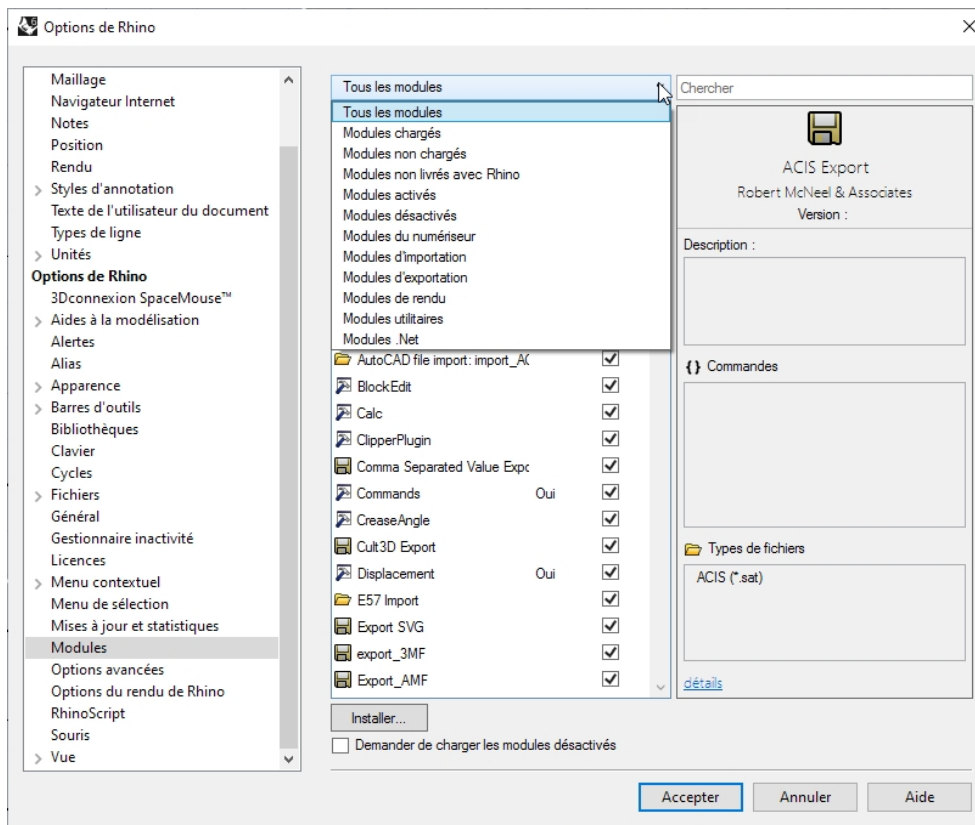 Options de Rhino
Maillage
Navigateur Internet
Notes
Position
Rendu
Styles d'annotation
Texte de l'utilisateur du document
Types de ligne
Unités
Options de Rhino
3Dconnexion SpaceMouse™
Aides à la modélisation
Alertes
Alias
Apparence
Barres d'outils
Bibliothèques
Clavier
Cycles
Fichiers
Général
Gestionnaire inactivité
Licences
Menu contextuel
Menu de sélection
Mises à jour et statistiques
Modules
Options avancées
Options du rendu de Rhino
RhinoScript
Souris
Vue
Tous les modules
Tous les modules
Modules chargés
Modules non chargés
Modules non livrés avec Rhino
Modules activés
Modules désactivés
Modules du numériseur
Modules d'importation
Modules d'exportation
Modules de rendu
Modules utilitaires
Modules .Net
AutoCAD file import: import_AC
BlockEdit
Calc
ClipperPlugin
Comma Separated Value Expo
Commands Oui
CreaseAngle
Cult3D Export
Displacement Oui
E57 Import
Export SVG
export_3MF
Export_AMF
Installer...
Demander de charger les modules désactivés
Chercher
ACIS Export
Robert McNeel & Associates
Version :
Description :
{} Commandes
Types de fichiers
ACIS (*.sat)
détails
Accepter
Annuler
Aide